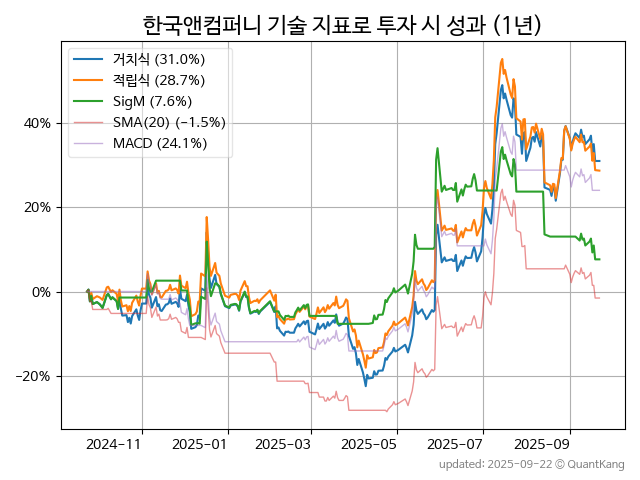 한국앤컴퍼니 기술 지표로 투자 시 성과 (1년)
거치식 (31.0%)
적립식 (28.7%)
SigM (7.6%)
SMA(20) (−1.5%)
MACD (24.1%)
40%
20%
0%
−20%
2024-11 2025-01 2025-03 2025-05 2025-07 2025-09
updated: 2025-09-22 © QuantKang